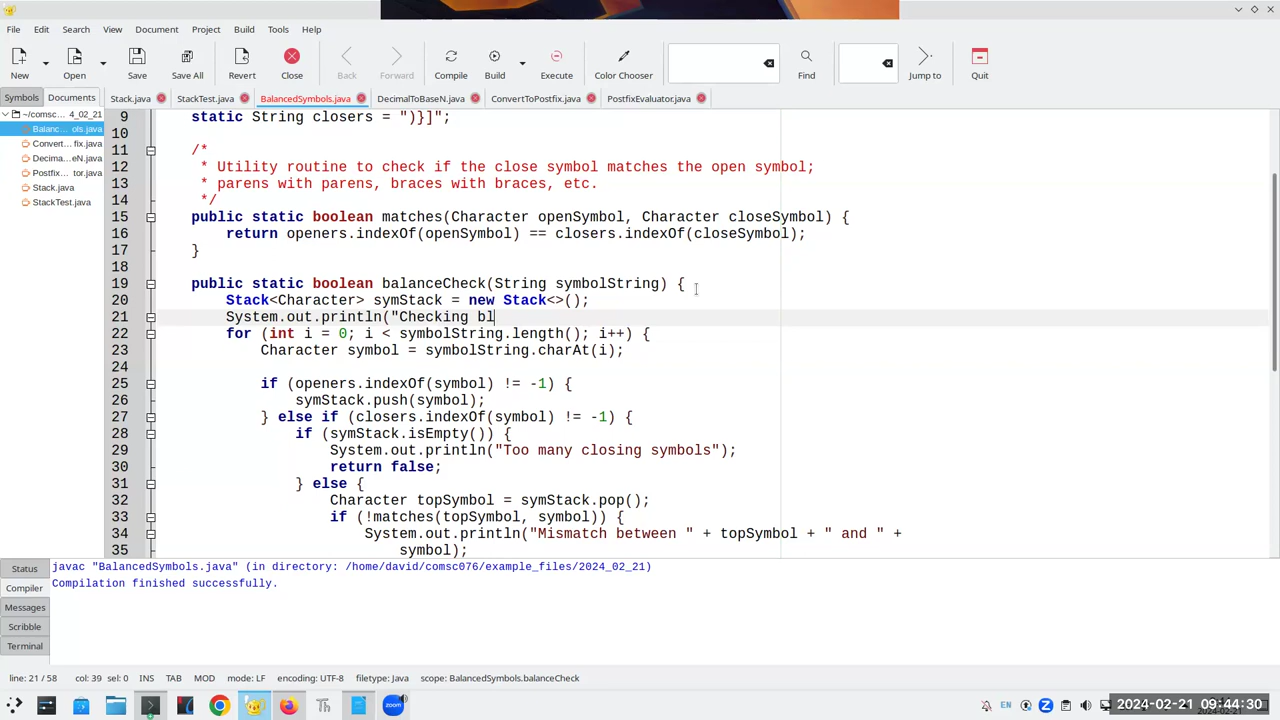 File Edit Search View Document Project Build Tools Help
New Open Save Save All Revert Close Back Forward Compile Build Execute Color Chooser Find Jump to Quit
Symbols Documents Stack.java StackTest.java BalancedSymbols.java DecimalToBaseN.java ConvertToPostfix.java PostfixEvaluator.java
~/comsc... 4_02_21
Balanc... ols.java
Convert... fix.java
Decima...eN.java
Postfix... tor.java
Stack.java
StackTest.java
9 static String closers = ")}]";
10
11 /*
12 * Utility routine to check if the close symbol matches the open symbol;
13 * parens with parens, braces with braces, etc.
14 */
15 public static boolean matches(Character openSymbol, Character closeSymbol) {
16 return openers.indexOf(openSymbol) == closers.indexOf(closeSymbol);
17 }
18
19 public static boolean balanceCheck(String symbolString) {
20 Stack<Character> symStack = new Stack<>();
21 System.out.println("Checking bl
22 for (int i = 0; i < symbolString.length(); i++) {
23 Character symbol = symbolString.charAt(i);
24
25 if (openers.indexOf(symbol) != -1) {
26 symStack.push(symbol);
27 } else if (closers.indexOf(symbol) != -1) {
28 if (symStack.isEmpty()) {
29 System.out.println("Too many closing symbols");
30 return false;
31 } else {
32 Character topSymbol = symStack.pop();
33 if (!matches(topSymbol, symbol)) {
34 System.out.println("Mismatch between " + topSymbol + " and " +
35 symbol);
Status
Compiler
Messages
Scribble
Terminal
javac "BalancedSymbols.java" (in directory: /home/david/comsc076/example_files/2024_02_21)
Compilation finished successfully.
line: 21 / 58 col: 39 sel: 0 INS TAB MOD mode: LF encoding: UTF-8 filetype: Java scope: BalancedSymbols.balanceCheck
Th zoom EN Z 2024-02-21 09:44:30